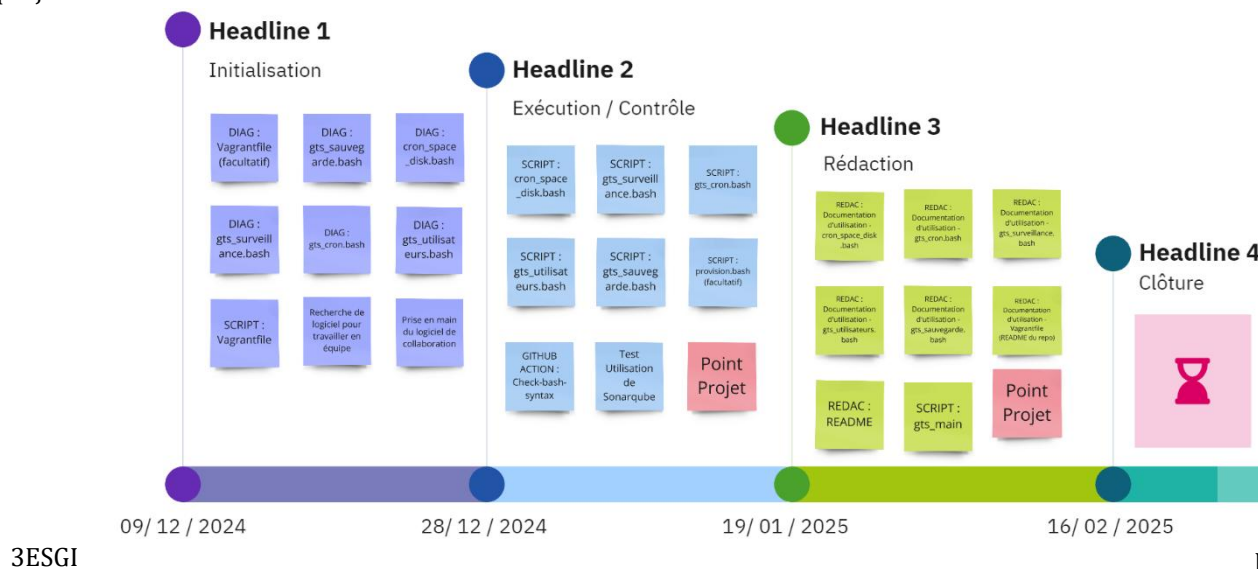 Headline 1
Initialisation
DIAG :
Vagrantfile
(facultatif)
DIAG :
gts_sauveg
arde.bash
DIAG :
cron_space
_disk.bash
DIAG :
gts_surveill
ance.bash
DIAG :
gts_cron.bash
DIAG :
gts_utilisat
eurs.bash
SCRIPT :
Vagrantfile
Recherche de
logiciel pour
travailler en
équipe
Prise en main
du logiciel de
collaboration
Headline 2
Exécution / Contrôle
SCRIPT :
cron_space
_disk.bash
SCRIPT :
gts_surveill
ance.bash
SCRIPT :
gts_cron.bash
SCRIPT :
gts_utilisat
eurs.bash
SCRIPT :
gts_sauveg
arde.bash
SCRIPT :
provision.bash
(facultatif)
GITHUB
ACTION :
Check-bash-
syntax
Test
Utilisation
de
Sonarqube
Point
Projet
Headline 3
Rédaction
REDAC :
Documentation
d'utilisation -
cron_space_disk
.bash
REDAC :
Documentation
d'utilisation -
gts_cron.bash
REDAC :
Documentation
d'utilisation -
gts_surveillance.
bash
REDAC :
Documentation
d'utilisation -
gts_utilisateurs.
bash
REDAC :
Documentation
d'utilisation -
gts_sauvegarde.
bash
REDAC :
Documentation
d'utilisation -
Vagrantfile
(README du repo)
REDAC :
README
SCRIPT :
gts_main
Point
Projet
Headline 4
Clôture
09/ 12 / 2024
28/ 12 / 2024
19/ 01 / 2025
16/ 02 / 2025
3ESGI